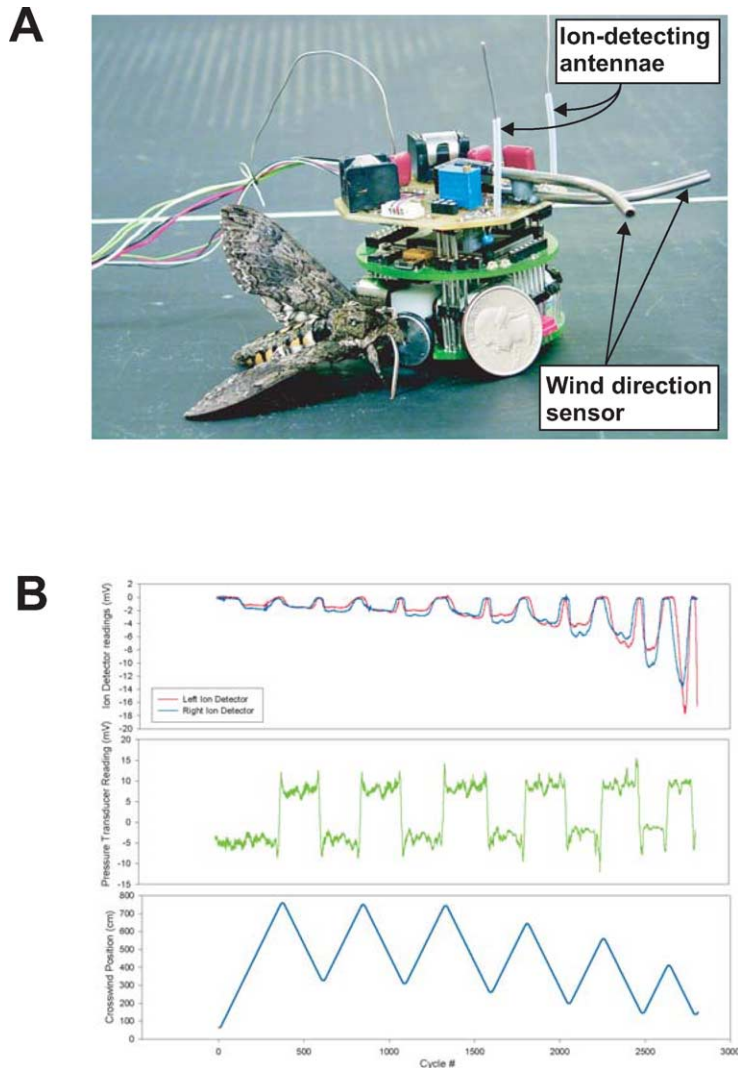 A
Ion-detecting
antennae
Wind direction
sensor
B
Ion Detector readings (mV)
2
0
-2
-4
-6
-8
-10
-12
-14
-16
-18
-20
Left Ion Detector
Right Ion Detector
Pressure Transducer Reading (mV)
20
15
10
5
0
-5
-10
-15
Crosswind Position (cm)
800
700
600
500
400
300
200
100
0
0 500 1000 1500 2000 2500 3000
Cycle #